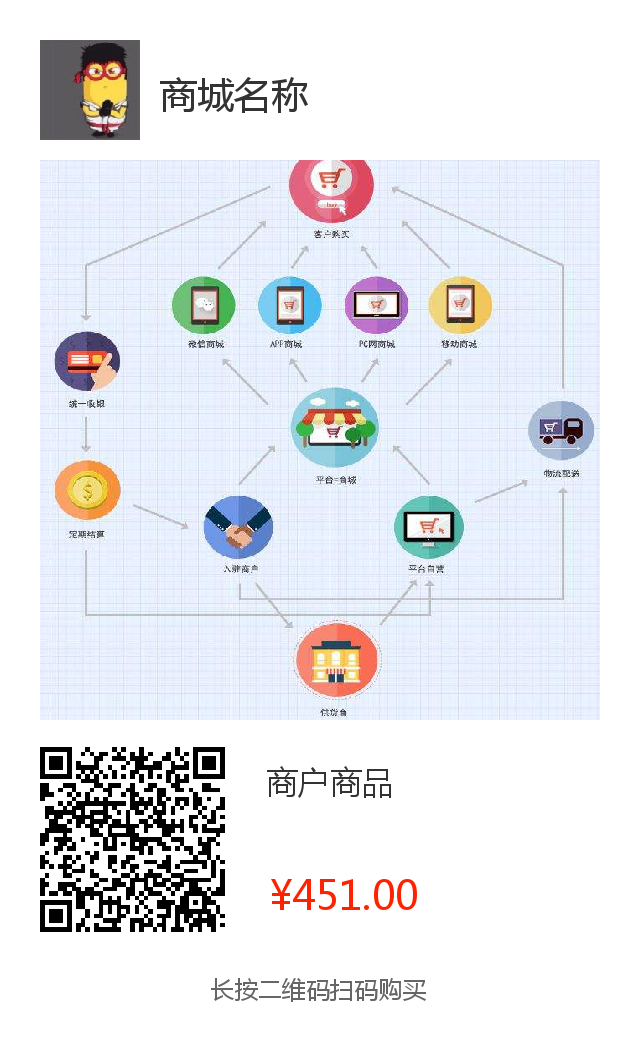 商城名称
客户购买
微信商城
APP商城
PC网商城
移动商城
统一收银
平台=商城
物流配送
定期结算
入驻商户
平台自营
供货商
商户商品
¥451.00
长按二维码扫码购买